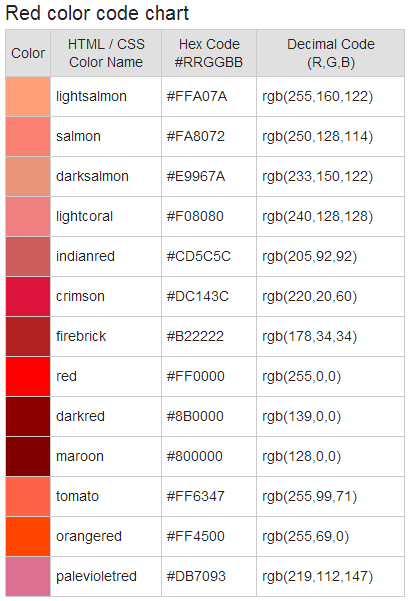 Red color code chart
Color HTML / CSS Color Name Hex Code #RRGGBB Decimal Code (R,G,B)
lightsalmon #FFA07A rgb(255,160,122)
salmon #FA8072 rgb(250,128,114)
darksalmon #E9967A rgb(233,150,122)
lightcoral #F08080 rgb(240,128,128)
indianred #CD5C5C rgb(205,92,92)
crimson #DC143C rgb(220,20,60)
firebrick #B22222 rgb(178,34,34)
red #FF0000 rgb(255,0,0)
darkred #8B0000 rgb(139,0,0)
maroon #800000 rgb(128,0,0)
tomato #FF6347 rgb(255,99,71)
orangered #FF4500 rgb(255,69,0)
palevioletred #DB7093 rgb(219,112,147)